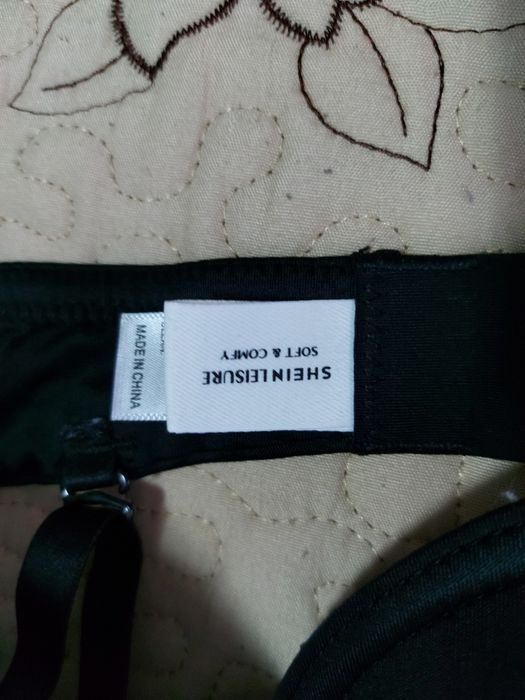 SHEIN LEISURE
SOFT & COMFY
MADE IN CHINA